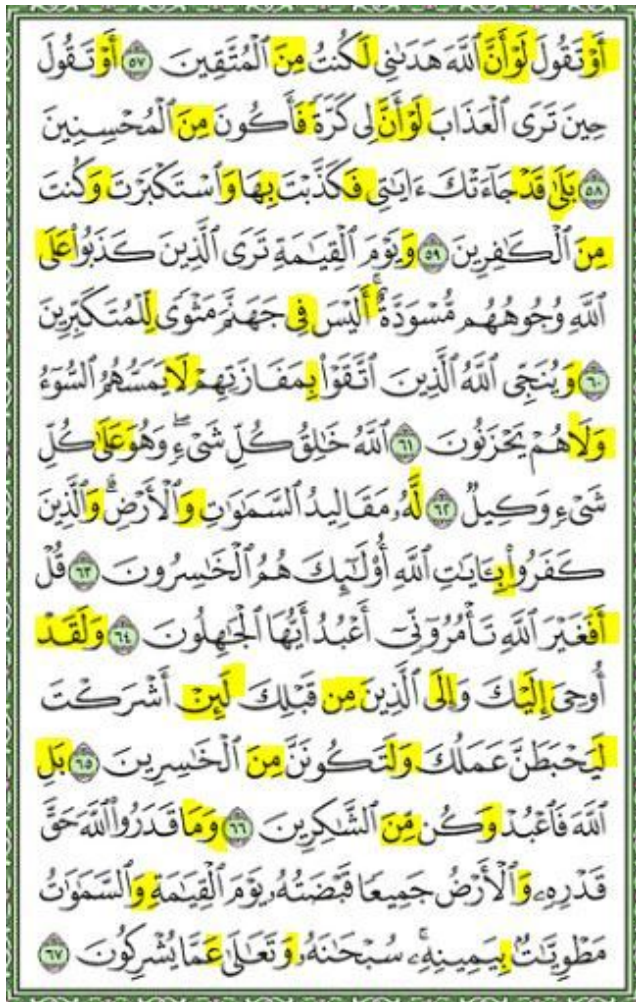 أَوْ تَقُولَ لَوْ أَنَّ ٱللَّهَ هَدَىٰنِى لَكُنتُ مِنَ ٱلْمُتَّقِينَ ٥٧ أَوْ تَقُولَ
حِينَ تَرَى ٱلْعَذَابَ لَوْ أَنَّ لِى كَرَّةً فَأَكُونَ مِنَ ٱلْمُحْسِنِينَ
٥٨ بَلَىٰ قَدْ جَآءَتْكَ ءَايَـٰتِى فَكَذَّبْتَ بِهَا وَٱسْتَكْبَرْتَ وَكُنتَ
مِنَ ٱلْكَـٰفِرِينَ ٥٩ وَيَوْمَ ٱلْقِيَـٰمَةِ تَرَى ٱلَّذِينَ كَذَبُوا۟ عَلَى
ٱللَّهِ وُجُوهُهُم مُّسْوَدَّةٌ ۚ أَلَيْسَ فِى جَهَنَّمَ مَثْوًى لِّلْمُتَكَبِّرِينَ
٦٠ وَيُنَجِّى ٱللَّهُ ٱلَّذِينَ ٱتَّقَوْا۟ بِمَفَازَتِهِمْ لَا يَمَسُّهُمُ ٱلسُّوٓءُ
وَلَا هُمْ يَحْزَنُونَ ٦١ ٱللَّهُ خَـٰلِقُ كُلِّ شَىْءٍ ۖ وَهُوَ عَلَىٰ كُلِّ
شَىْءٍ وَكِيلٌ ٦٢ لَّهُۥ مَقَالِيدُ ٱلسَّمَـٰوَٰتِ وَٱلْأَرْضِ ۗ وَٱلَّذِينَ
كَفَرُوا۟ بِـَٔايَـٰتِ ٱللَّهِ أُو۟لَـٰٓئِكَ هُمُ ٱلْخَـٰسِرُونَ ٦٣ قُلْ
أَفَغَيْرَ ٱللَّهِ تَأْمُرُوٓنِّىٓ أَعْبُدُ أَيُّهَا ٱلْجَـٰهِلُونَ ٦٤ وَلَقَدْ
أُوحِىَ إِلَيْكَ وَإِلَى ٱلَّذِينَ مِن قَبْلِكَ لَئِنْ أَشْرَكْتَ
لَيَحْبَطَنَّ عَمَلُكَ وَلَتَكُونَنَّ مِنَ ٱلْخَـٰسِرِينَ ٦٥ بَلِ
ٱللَّهَ فَٱعْبُدْ وَكُن مِّنَ ٱلشَّـٰكِرِينَ ٦٦ وَمَا قَدَرُوا۟ ٱللَّهَ حَقَّ
قَدْرِهِۦ وَٱلْأَرْضُ جَمِيعًا قَبْضَتُهُۥ يَوْمَ ٱلْقِيَـٰمَةِ وَٱلسَّمَـٰوَٰتُ
مَطْوِيَّـٰتٌۢ بِيَمِينِهِۦ ۚ سُبْحَـٰنَهُۥ وَتَعَـٰلَىٰ عَمَّا يُشْرِكُونَ ٦٧